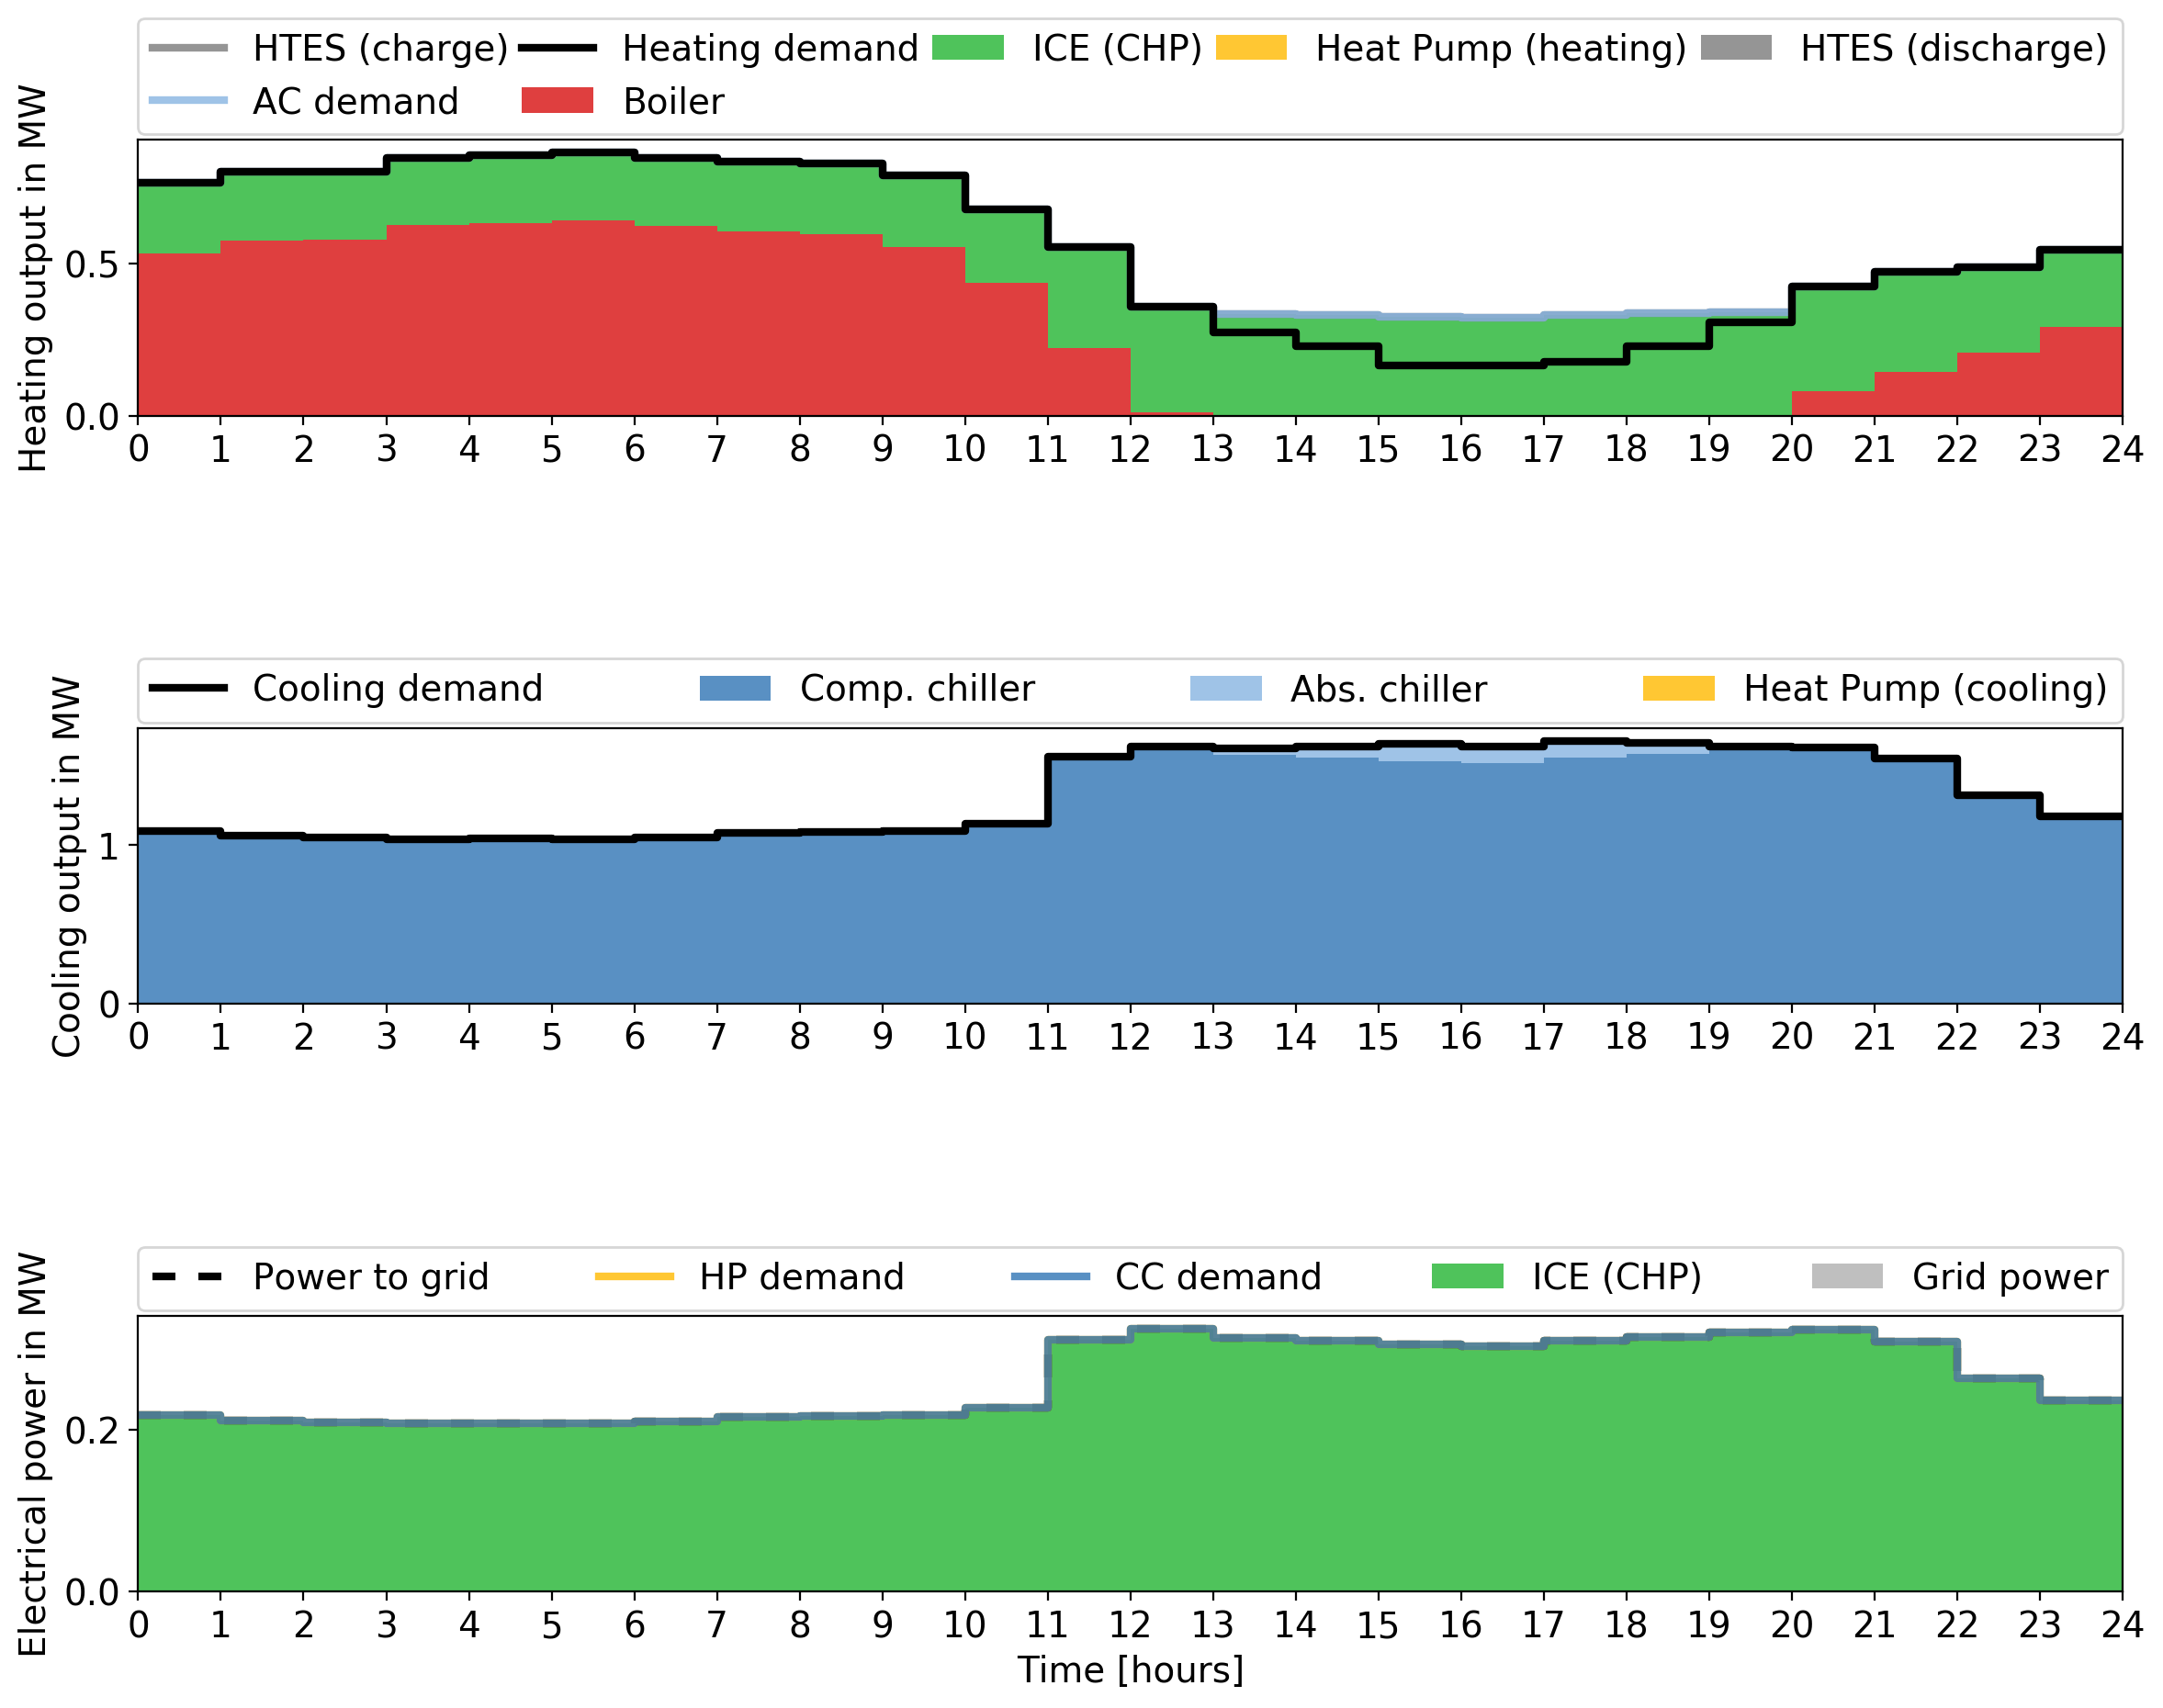 HTES (charge) Heating demand ICE (CHP) Heat Pump (heating) HTES (discharge)
AC demand Boiler
Heating output in MW
0.5
0.0
0 1 2 3 4 5 6 7 8 9 10 11 12 13 14 15 16 17 18 19 20 21 22 23 24
Cooling demand Comp. chiller Abs. chiller Heat Pump (cooling)
Cooling output in MW
1
0
0 1 2 3 4 5 6 7 8 9 10 11 12 13 14 15 16 17 18 19 20 21 22 23 24
Power to grid HP demand CC demand ICE (CHP) Grid power
Electrical power in MW
0.2
0.0
0 1 2 3 4 5 6 7 8 9 10 11 12 13 14 15 16 17 18 19 20 21 22 23 24
Time [hours]